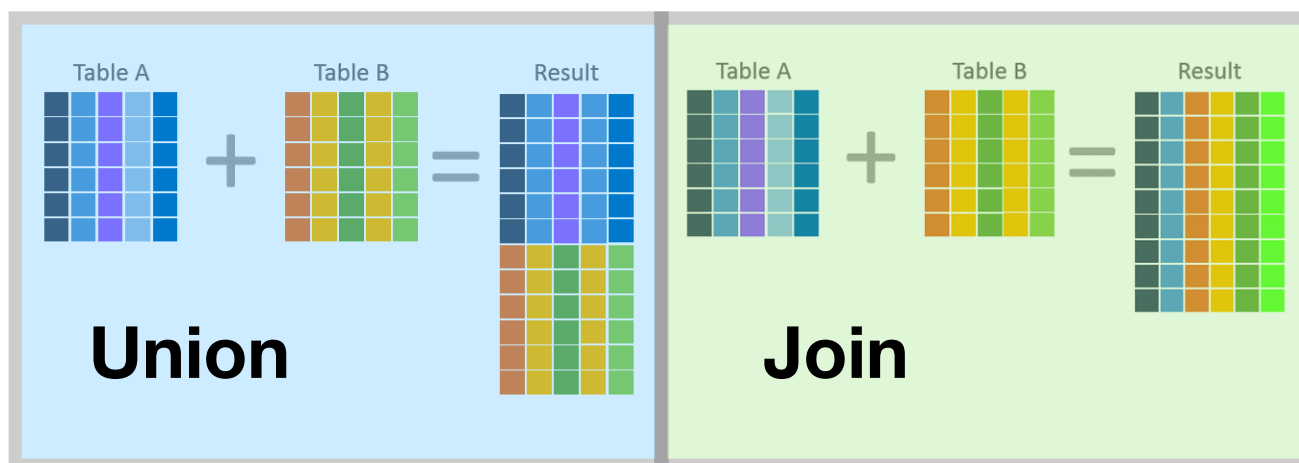 Table A
Table B
Result
+
=
Union
Table A
Table B
Result
+
=
Join